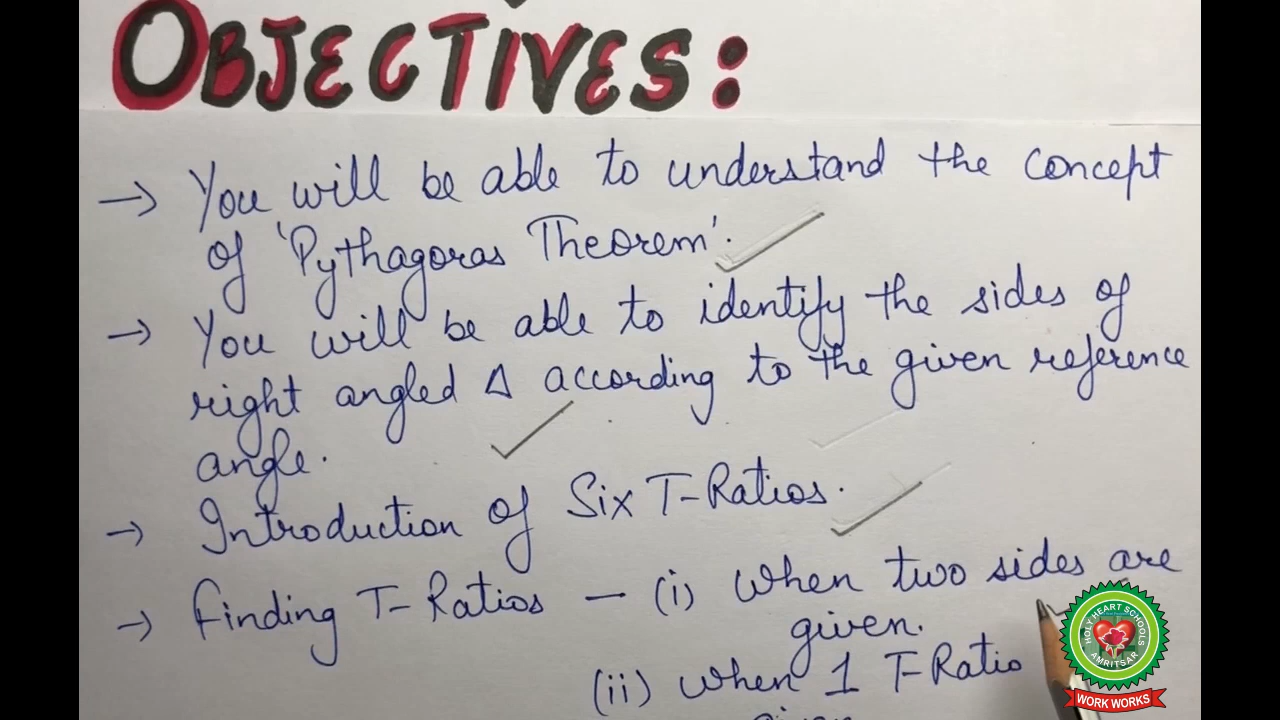 OBJECTIVES:
→ You will be able to understand the concept
of 'Pythagoras Theorem'.
→ You will be able to identify the sides of
right angled Δ according to the given reference
angle.
→ Introduction of Six T-Ratios.
→ Finding T-Ratios — (i) When two sides are
given.
(ii) When 1 T-Ratio
given
HOLY HEART SCHOOLS
AMRITSAR
WORK WORKS